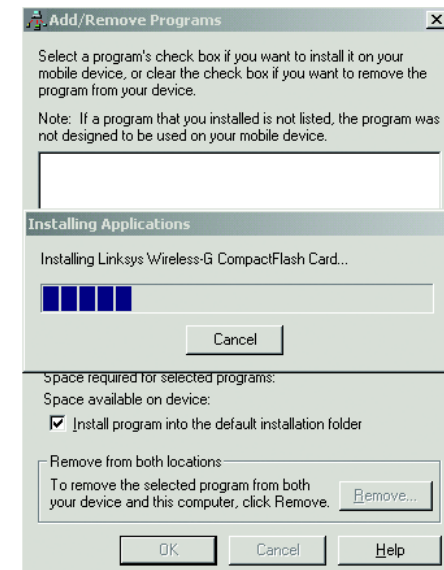 Add/Remove Programs
Select a program's check box if you want to install it on your
mobile device, or clear the check box if you want to remove the
program from your device.
Note: If a program that you installed is not listed, the program was
not designed to be used on your mobile device.
Installing Applications
Installing Linksys Wireless-G CompactFlash Card...
Cancel
Space required for selected programs:
Space available on device:
Install program into the default installation folder
Remove from both locations
To remove the selected program from both
your device and this computer, click Remove.
Remove...
OK
Cancel
Help